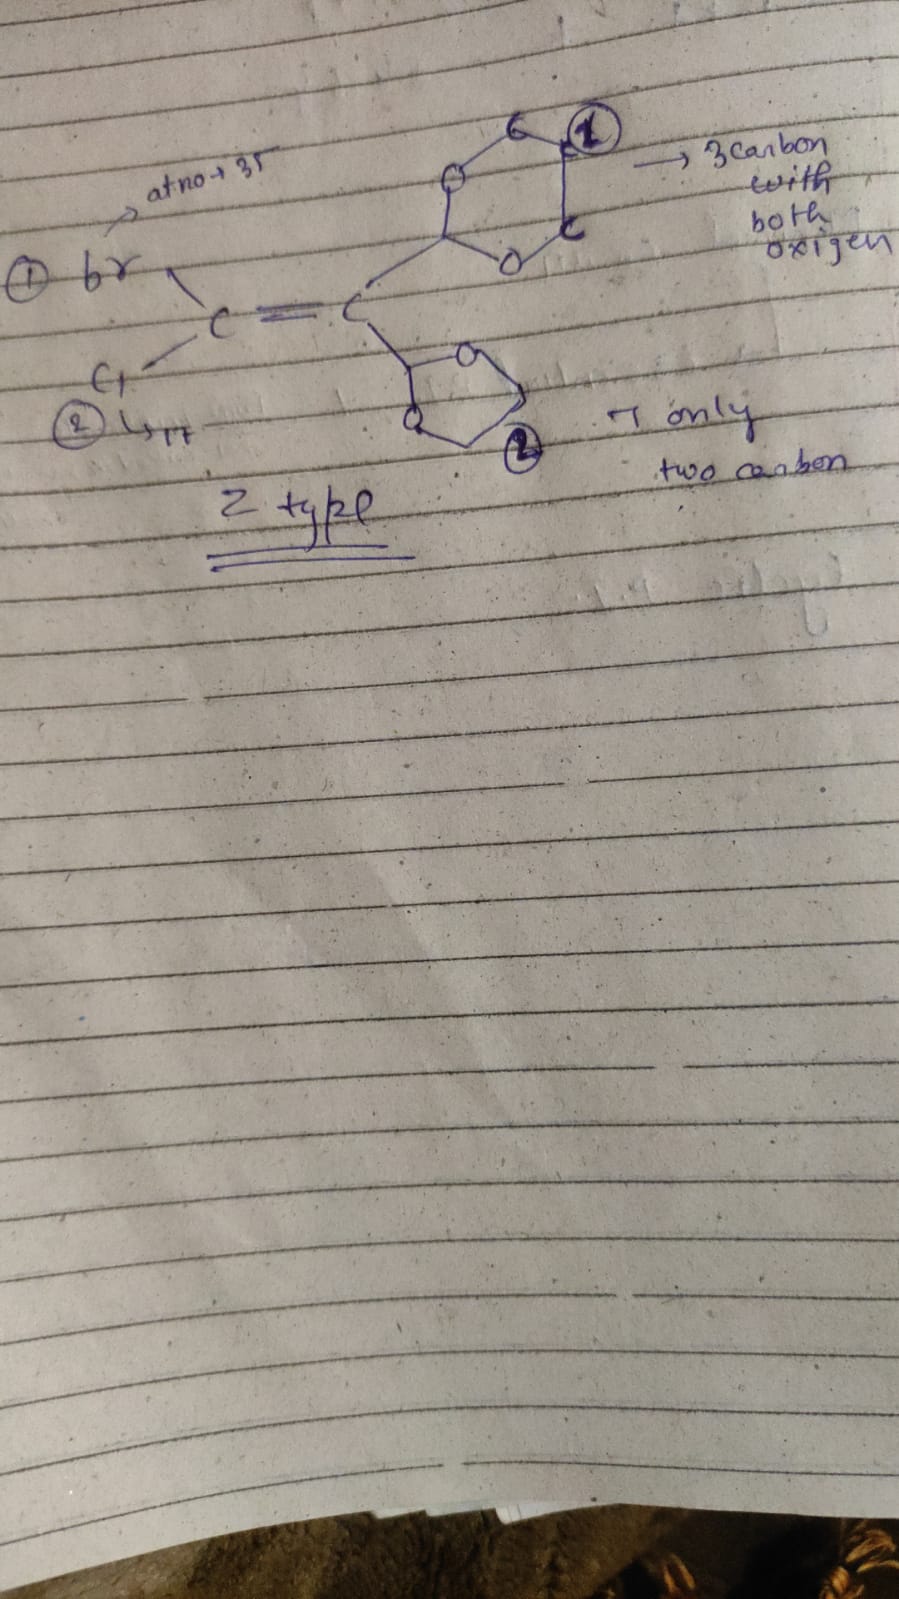 at no → 35
① br
C = C
Cl
② ↳ 17
O C C C O
①
→ 3 carbon
with
both
oxigen
O O
②
→ only
two carbon
Z type